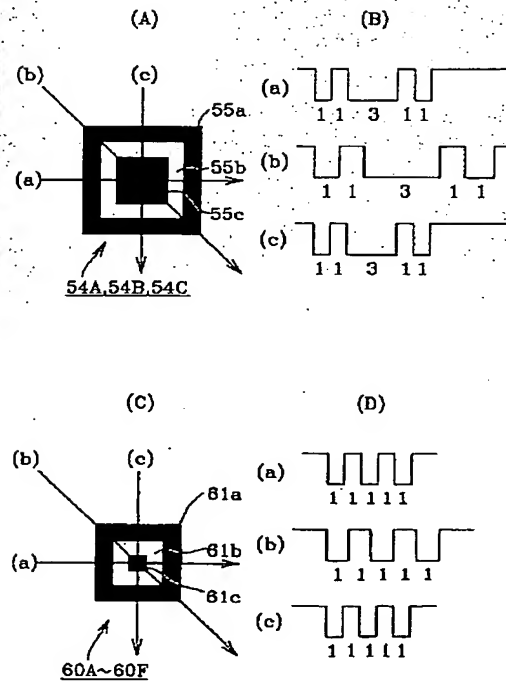 (A) (B)
(b) (c)
(a)
55a
1 1 3 1 1
(a) 55b (b)
55c
1 1 3 1 1
(c)
54A,54B,54C
1 1 3 1 1
(C) (D)
(b) (c)
(a)
61a
1 1 1 1 1
(a) 61b (b)
1 1 1 1 1
61c
(c)
60A~60F
1 1 1 1 1